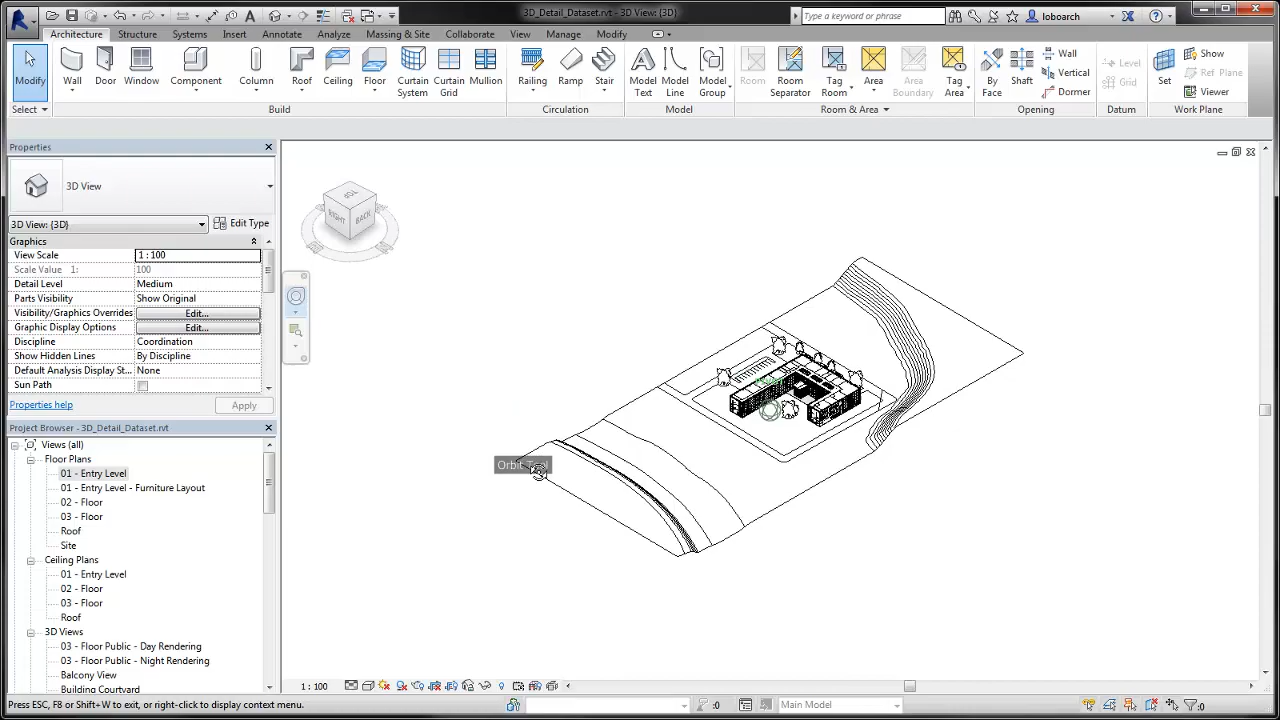 3D_Detail_Dataset.rvt - 3D View: {3D}
Type a keyword or phrase
loboarch
Architecture Structure Systems Insert Annotate Analyze Massing & Site Collaborate View Manage Modify
Modify Wall Door Window Component Column Roof Ceiling Floor Curtain System Curtain Grid Mullion Railing Ramp Stair Model Text Model Line Model Group Room Room Separator Tag Room Area Area Boundary Tag Area By Face Shaft Wall Vertical Dormer Level Grid Set Show Ref Plane Viewer
Select Build Circulation Model Room & Area Opening Datum Work Plane
Properties
3D View
3D View: {3D} Edit Type
Graphics
View Scale 1 : 100
Scale Value 1: 100
Detail Level Medium
Parts Visibility Show Original
Visibility/Graphics Overrides Edit...
Graphic Display Options Edit...
Discipline Coordination
Show Hidden Lines By Discipline
Default Analysis Display St... None
Sun Path
Properties help Apply
Project Browser - 3D_Detail_Dataset.rvt
Views (all)
Floor Plans
01 - Entry Level
01 - Entry Level - Furniture Layout
02 - Floor
03 - Floor
Roof
Site
Ceiling Plans
01 - Entry Level
02 - Floor
03 - Floor
Roof
3D Views
03 - Floor Public - Day Rendering
03 - Floor Public - Night Rendering
Balcony View
Building Courtyard
TOP
RIGHT
BACK
Orbit
1 : 100
Press ESC, F8 or Shift+W to exit, or right-click to display context menu.
:0
Main Model
:0